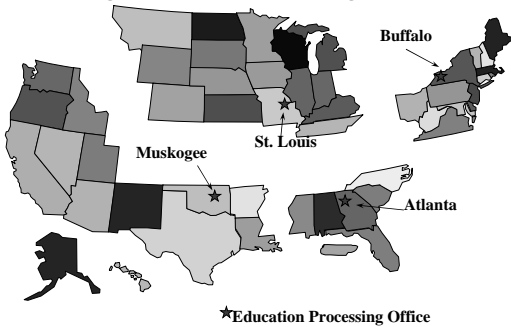 Buffalo
St. Louis
Muskogee
Atlanta
Education Processing Office